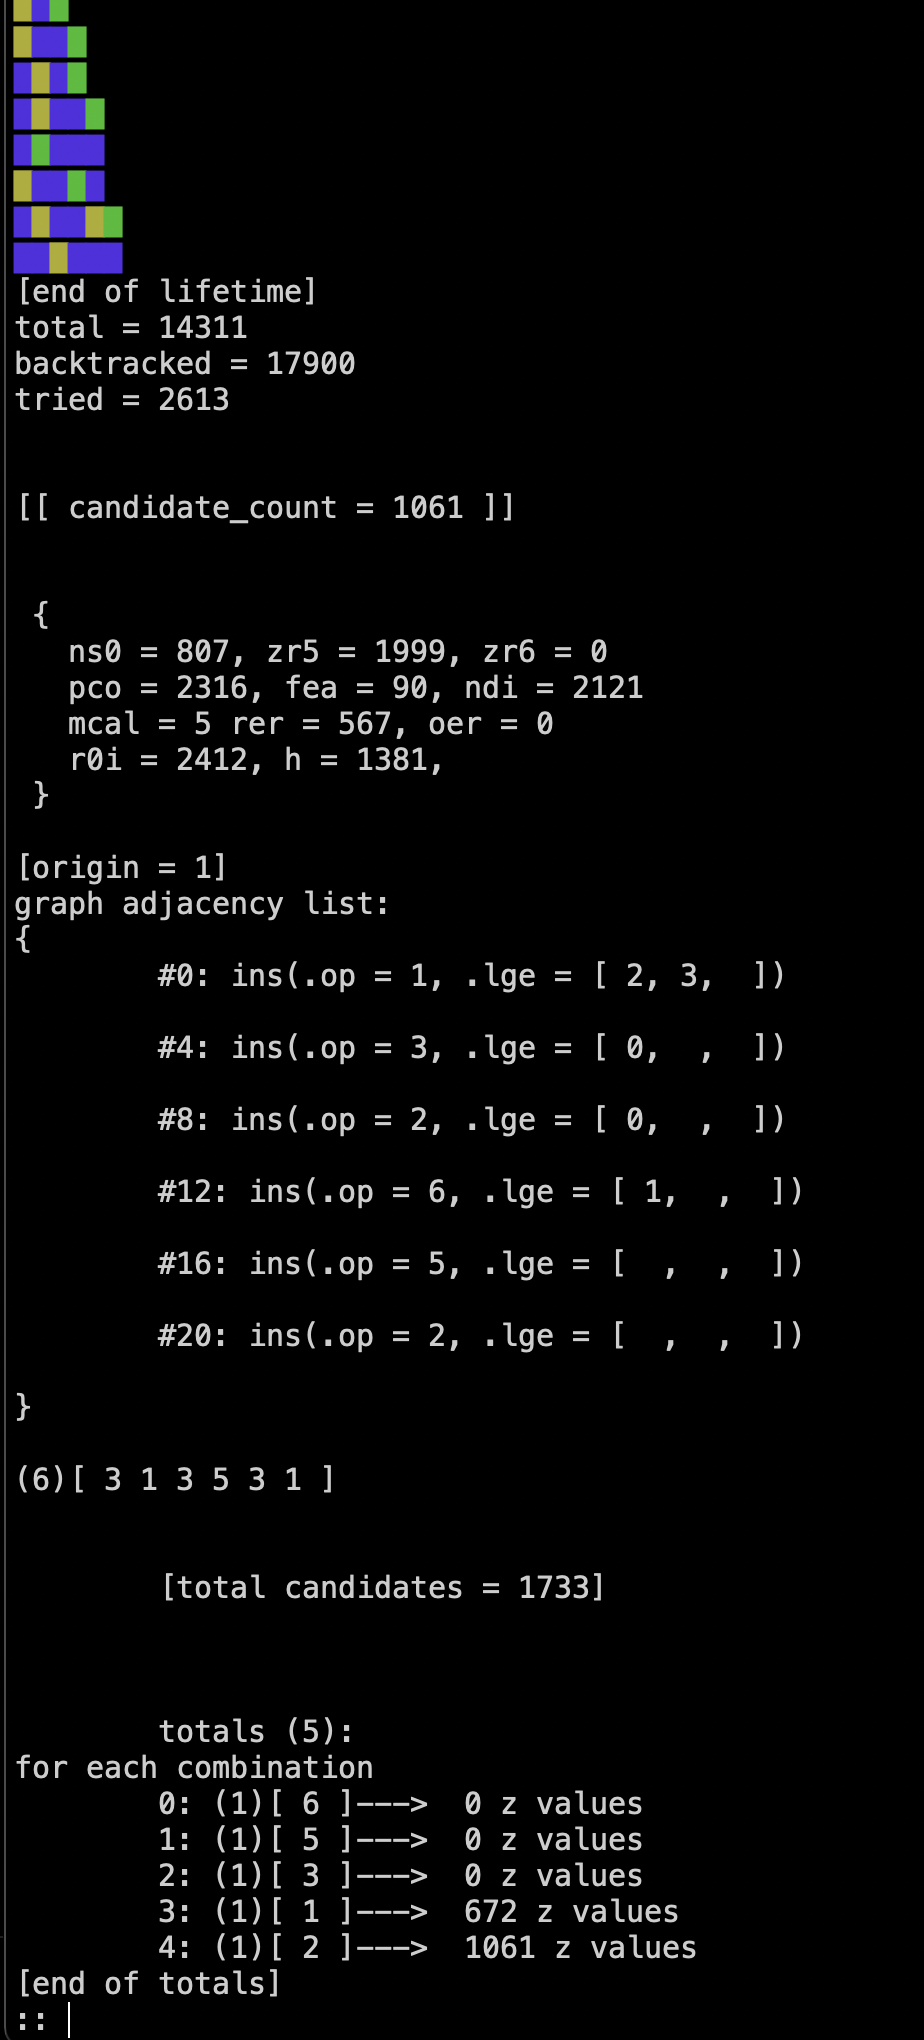 [end of lifetime]
total = 14311
backtracked = 17900
tried = 2613
[[ candidate_count = 1061 ]]
{
ns0 = 807, zr5 = 1999, zr6 = 0
pco = 2316, fea = 90, ndi = 2121
mcal = 5 rer = 567, oer = 0
r0i = 2412, h = 1381,
}
[origin = 1]
graph adjacency list:
{
#0: ins(.op = 1, .lge = [ 2, 3,  ])
#4: ins(.op = 3, .lge = [ 0,  ,  ])
#8: ins(.op = 2, .lge = [ 0,  ,  ])
#12: ins(.op = 6, .lge = [ 1,  ,  ])
#16: ins(.op = 5, .lge = [  ,  ,  ])
#20: ins(.op = 2, .lge = [  ,  ,  ])
}
(6)[ 3 1 3 5 3 1 ]
[total candidates = 1733]
totals (5):
for each combination
0: (1)[ 6 ]--->  0 z values
1: (1)[ 5 ]--->  0 z values
2: (1)[ 3 ]--->  0 z values
3: (1)[ 1 ]--->  672 z values
4: (1)[ 2 ]--->  1061 z values
[end of totals]
::